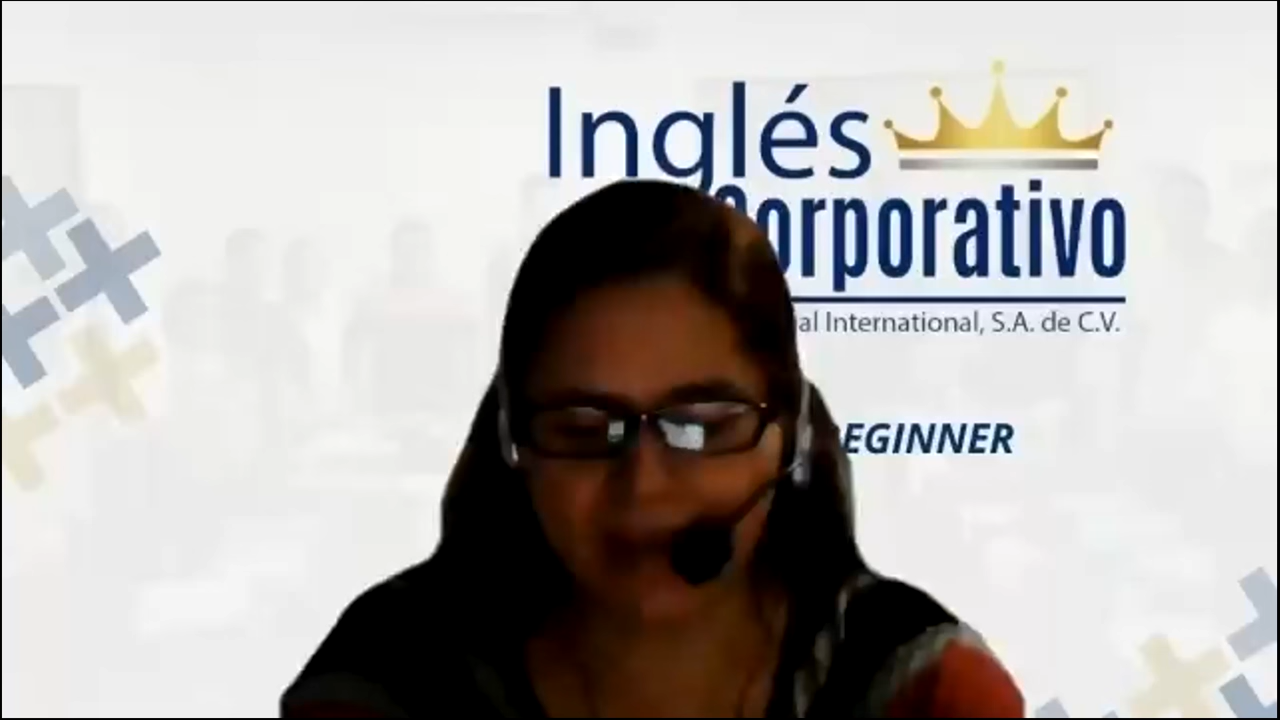 Inglés
orporativo
al International, S.A. de C.V.
EGINNER